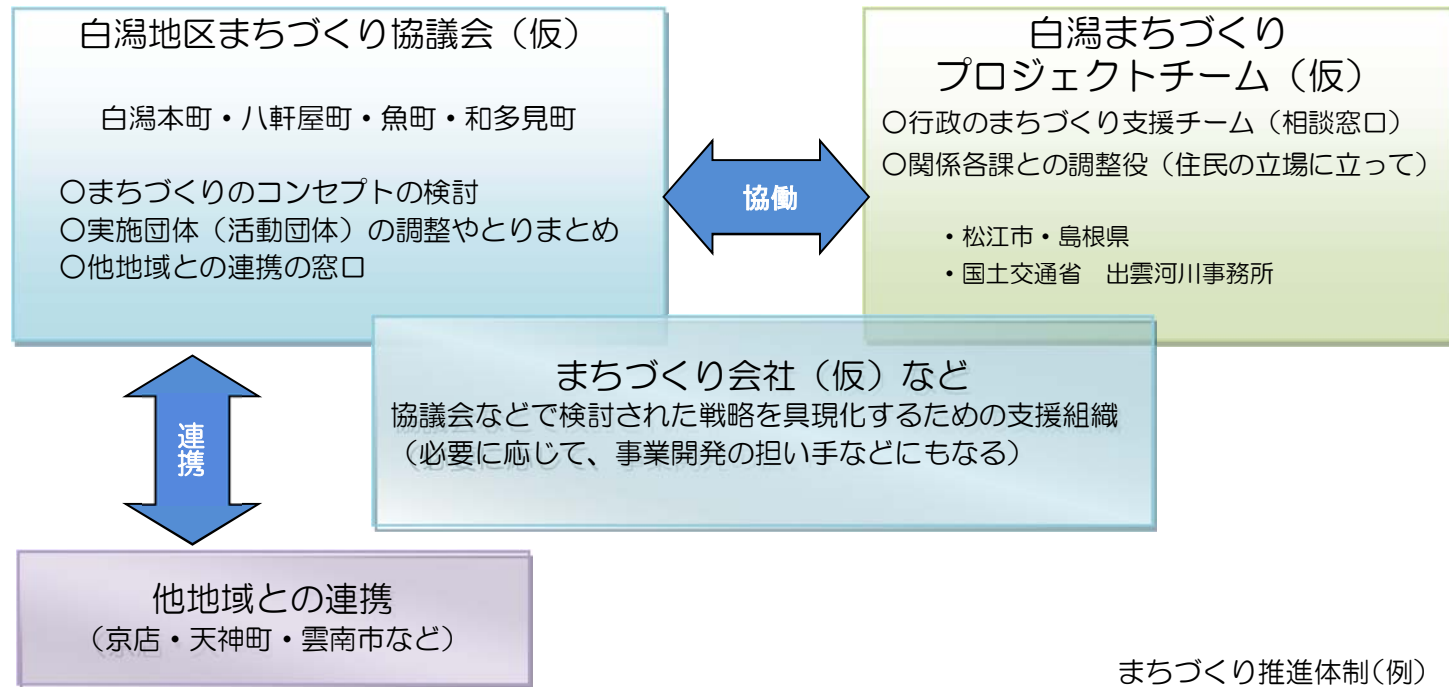 白潟地区まちづくり協議会（仮）
白潟本町・八軒屋町・魚町・和多見町
〇まちづくりのコンセプトの検討
〇実施団体（活動団体）の調整やとりまとめ
〇他地域との連携の窓口
協働
白潟まちづくり
プロジェクトチーム（仮）
〇行政のまちづくり支援チーム（相談窓口）
〇関係各課との調整役（住民の立場に立って）
・松江市・島根県
・国土交通省　出雲河川事務所
まちづくり会社（仮）など
協議会などで検討された戦略を具現化するための支援組織
（必要に応じて、事業開発の担い手などにもなる）
連携
他地域との連携
（京店・天神町・雲南市など）
まちづくり推進体制（例）